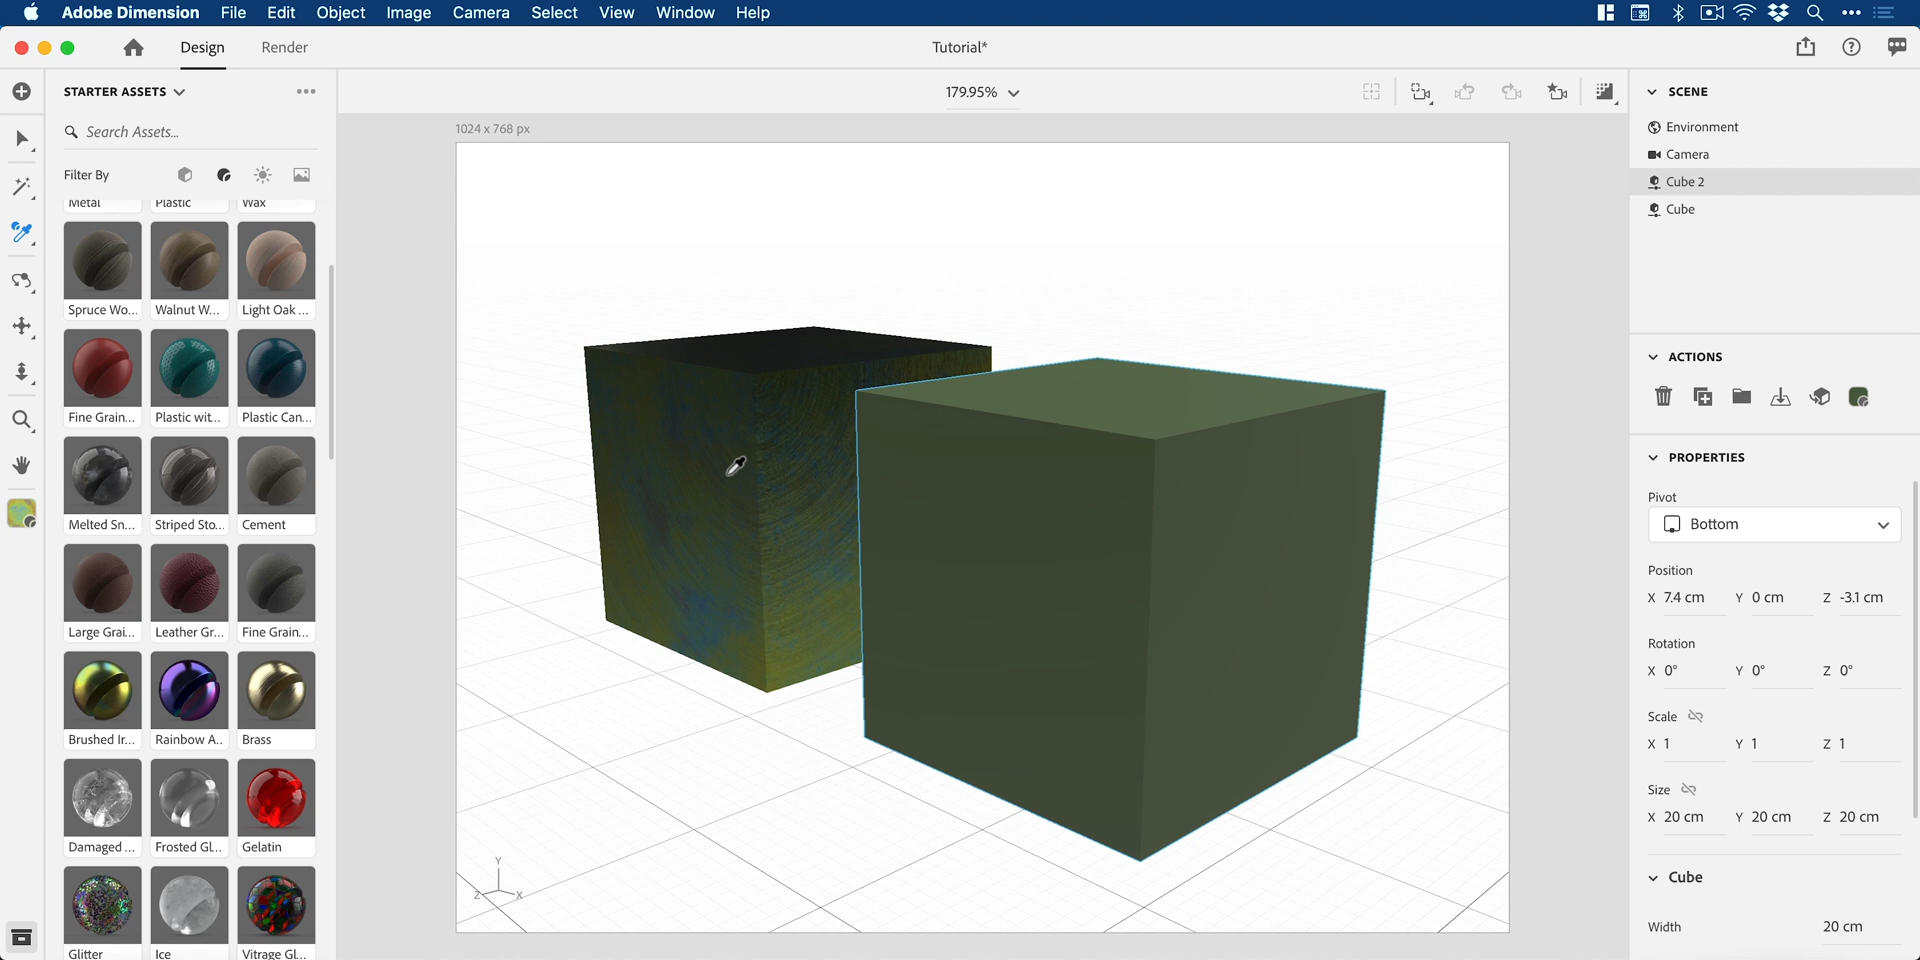 Adobe Dimension File Edit Object Image Camera Select View Window Help
Design Render Tutorial*
STARTER ASSETS
Search Assets...
Filter By
Metal Plastic Wax
Spruce Wo... Walnut W... Light Oak ...
Fine Grain... Plastic wit... Plastic Can...
Melted Sn... Striped Sto... Cement
Large Grai... Leather Gr... Fine Grain...
Brushed Ir... Rainbow A.. Brass
Damaged ... Frosted Gl... Gelatin
Glitter Ice Vitrage Gl...
179.95%
1024 x 768 px
Y
Z X
SCENE
Environment
Camera
Cube 2
Cube
ACTIONS
PROPERTIES
Pivot
Bottom
Position
X 7.4 cm Y 0 cm Z -3.1 cm
Rotation
X 0° Y 0° Z 0°
Scale
X 1 Y 1 Z 1
Size
X 20 cm Y 20 cm Z 20 cm
Cube
Width 20 cm